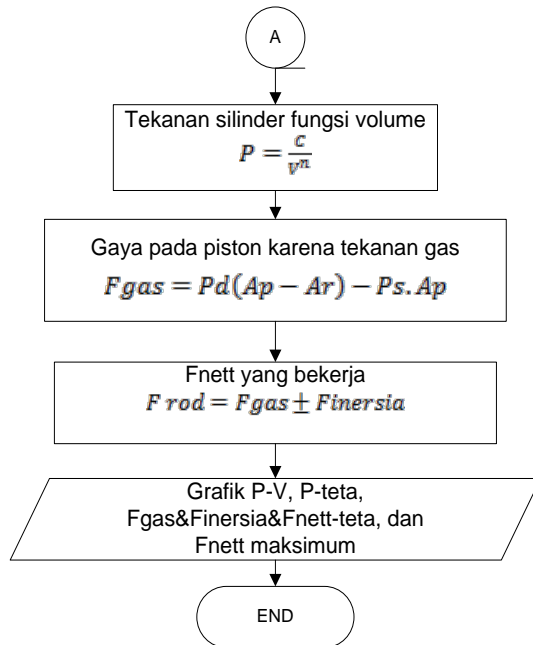 A
Tekanan silinder fungsi volume
P = c/V^n
Gaya pada piston karena tekanan gas
Fgas = Pd(Ap − Ar) − Ps.Ap
Fnett yang bekerja
F rod = Fgas ± Finersia
Grafik P-V, P-teta,
Fgas&Finersia&Fnett-teta, dan
Fnett maksimum
END